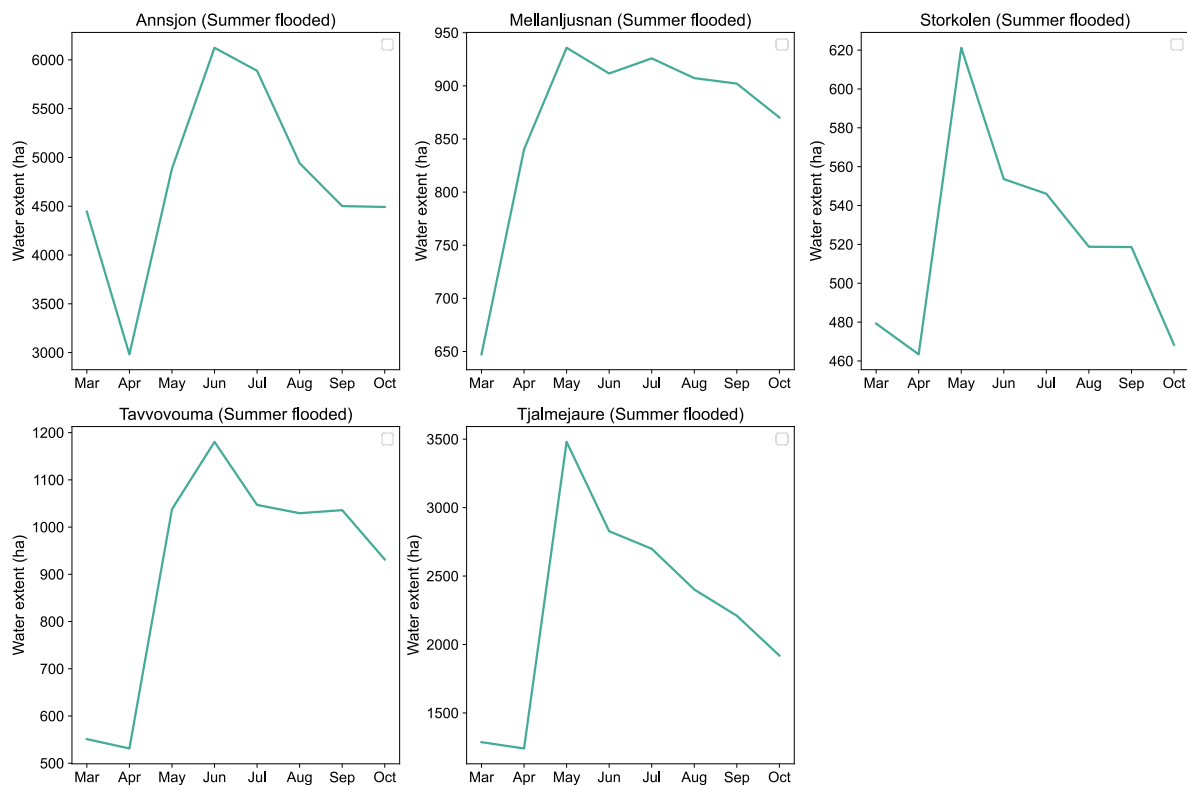 Annsjon (Summer flooded)
Water extent (ha)
6000
5500
5000
4500
4000
3500
3000
Mar Apr May Jun Jul Aug Sep Oct
Mellanljusnan (Summer flooded)
Water extent (ha)
950
900
850
800
750
700
650
Mar Apr May Jun Jul Aug Sep Oct
Storkolen (Summer flooded)
Water extent (ha)
620
600
580
560
540
520
500
480
460
Mar Apr May Jun Jul Aug Sep Oct
Tavvovouma (Summer flooded)
Water extent (ha)
1200
1100
1000
900
800
700
600
500
Mar Apr May Jun Jul Aug Sep Oct
Tjalmejaure (Summer flooded)
Water extent (ha)
3500
3000
2500
2000
1500
Mar Apr May Jun Jul Aug Sep Oct